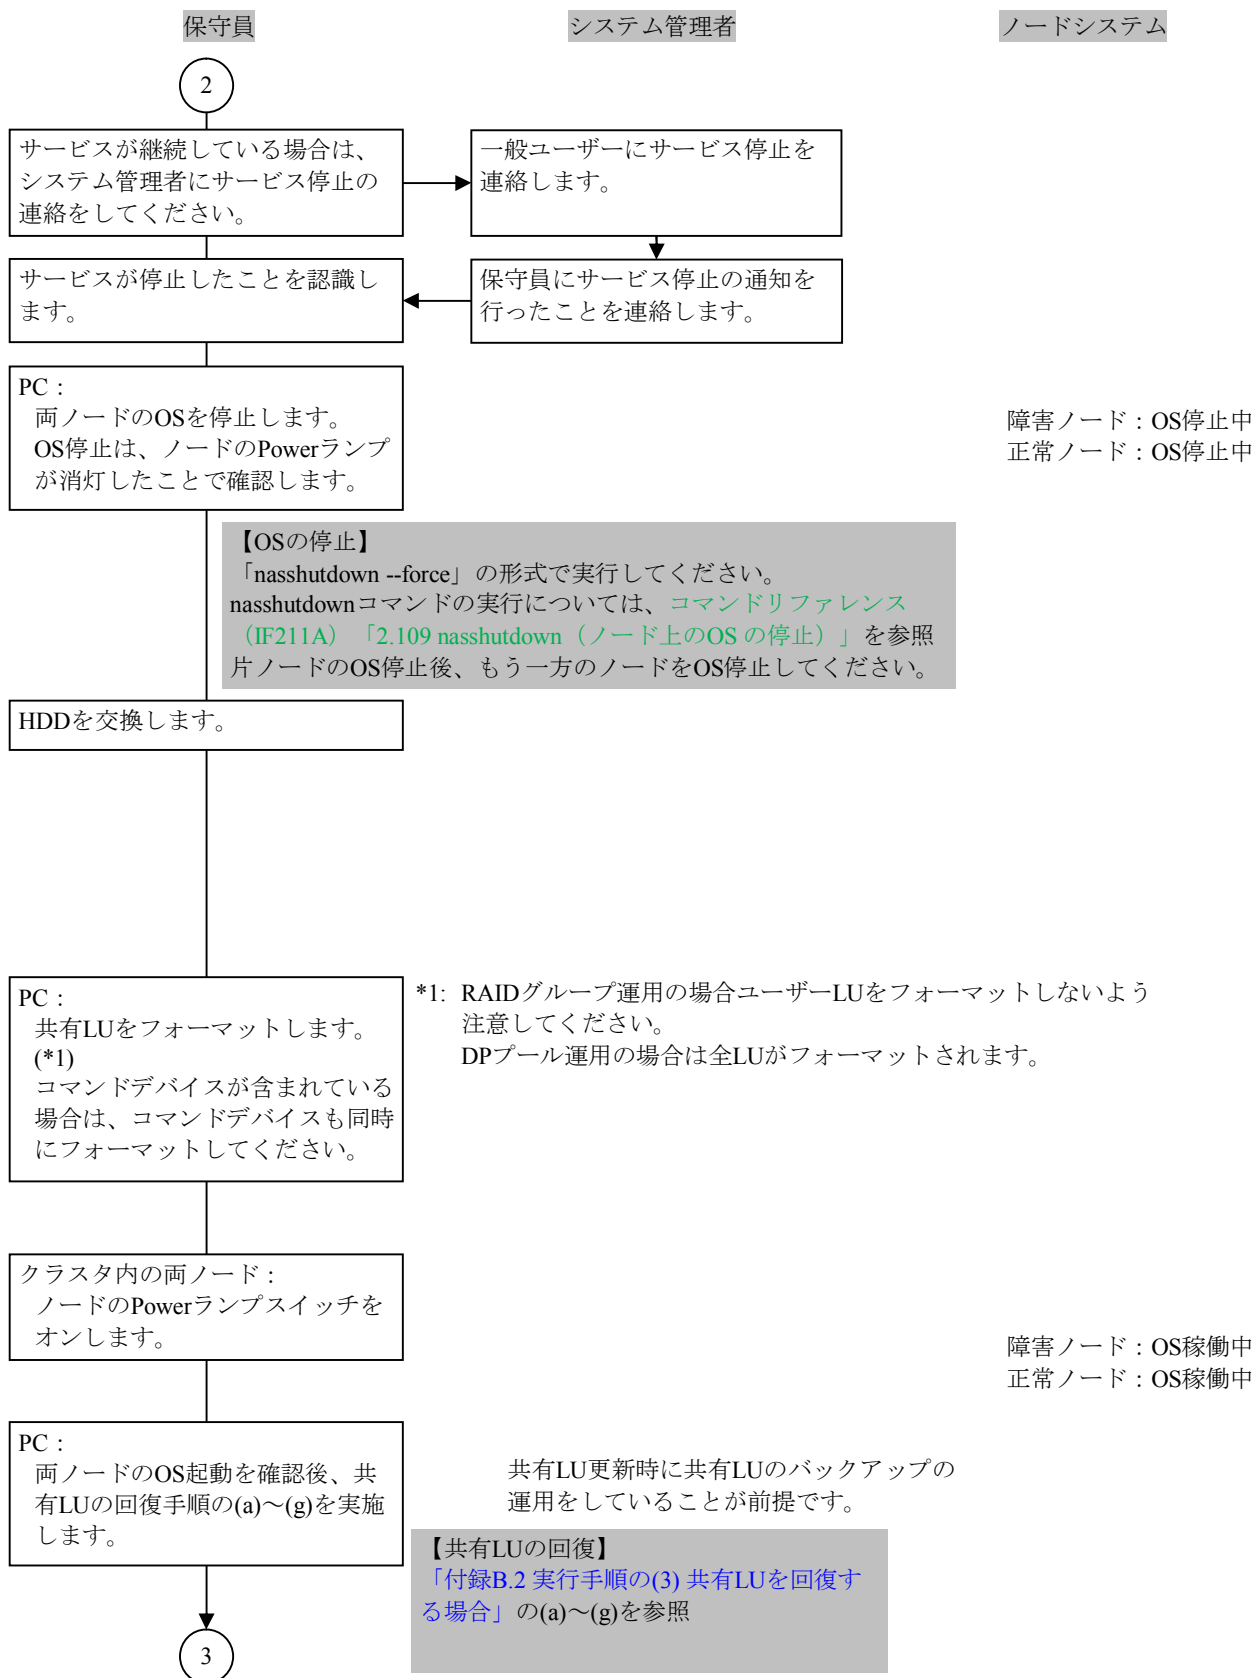 保守員
システム管理者
ノードシステム
2
サービスが継続している場合は、
システム管理者にサービス停止の
連絡をしてください。
一般ユーザーにサービス停止を
連絡します。
サービスが停止したことを認識し
ます。
保守員にサービス停止の通知を
行ったことを連絡します。
PC：
両ノードのOSを停止します。
OS停止は、ノードのPowerランプ
が消灯したことで確認します。
障害ノード：OS停止中
正常ノード：OS停止中
【OSの停止】
「nasshutdown --force」の形式で実行してください。
nasshutdownコマンドの実行については、コマンドリファレンス
（IF211A）「2.109 nasshutdown（ノード上のOS の停止）」を参照
片ノードのOS停止後、もう一方のノードをOS停止してください。
HDDを交換します。
PC：
共有LUをフォーマットします。
(*1)
コマンドデバイスが含まれている
場合は、コマンドデバイスも同時
にフォーマットしてください。
*1: RAIDグループ運用の場合ユーザーLUをフォーマットしないよう
注意してください。
DPプール運用の場合は全LUがフォーマットされます。
クラスタ内の両ノード：
ノードのPowerランプスイッチを
オンします。
障害ノード：OS稼働中
正常ノード：OS稼働中
PC：
両ノードのOS起動を確認後、共
有LUの回復手順の(a)～(g)を実施
します。
共有LU更新時に共有LUのバックアップの
運用をしていることが前提です。
【共有LUの回復】
「付録B.2 実行手順の(3) 共有LUを回復す
る場合」の(a)～(g)を参照
3